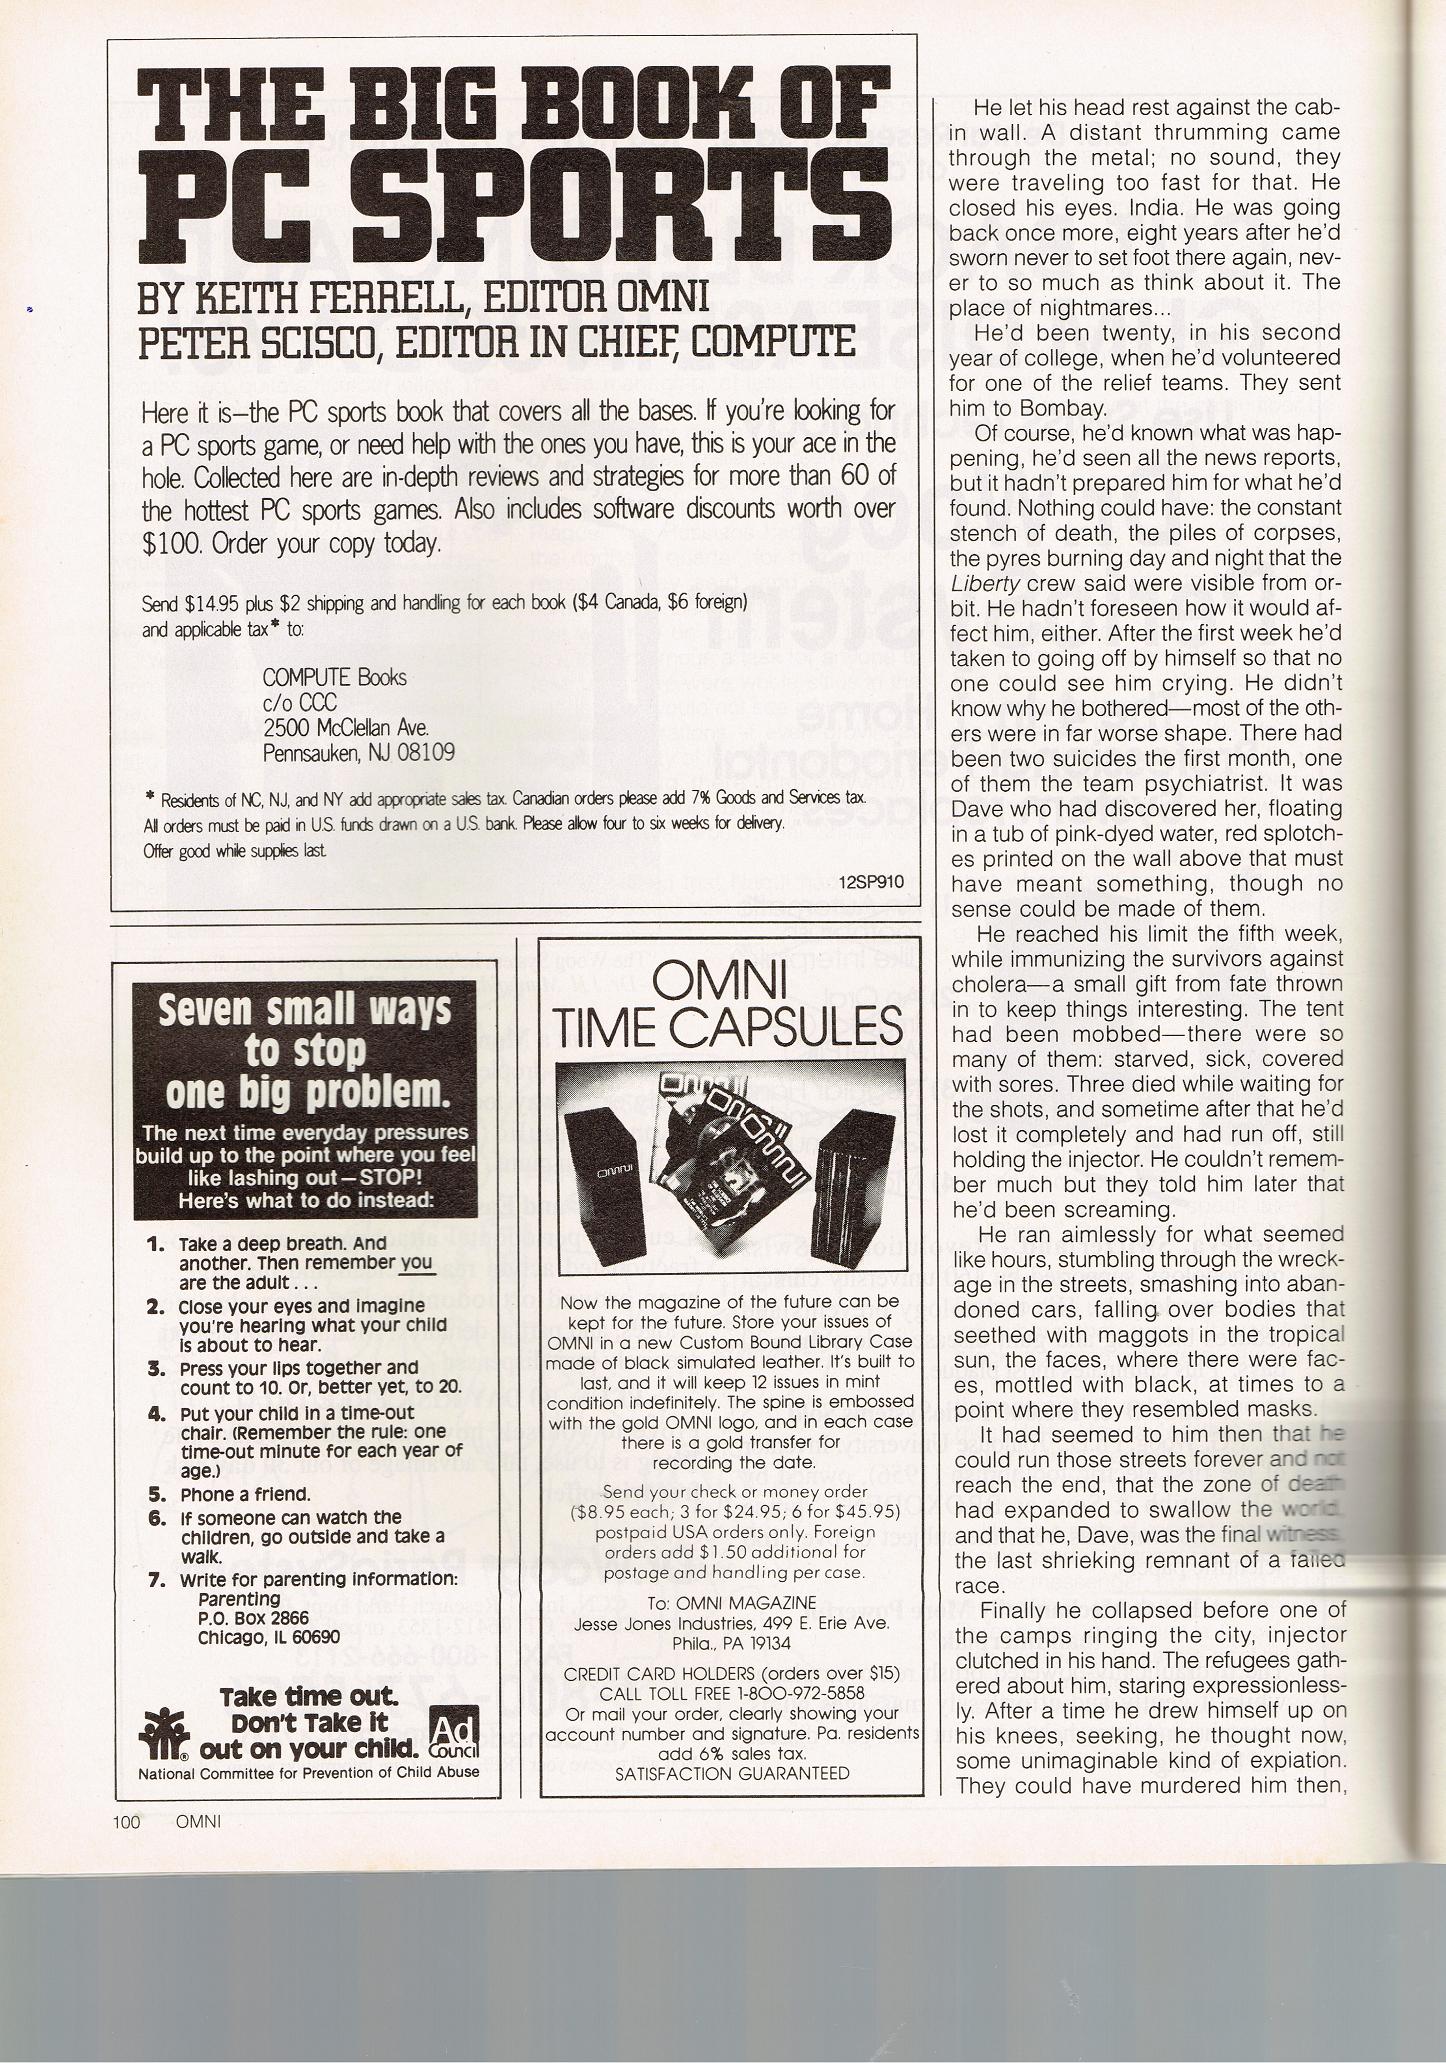 THE BIG BOOK OF
PC SPORTS
BY KEITH FERRELL, EDITOR OMNI
PETER SCISCO, EDITOR IN CHIEF, COMPUTE
Here it is—the PC sports book that covers all the bases. If you're looking for
a PC sports game, or need help with the ones you have, this is your ace in the
hole. Collected here are in-depth reviews and strategies for more than 60 of
the hottest PC sports games. Also includes software discounts worth over
$100. Order your copy today.
Send $14.95 plus $2 shipping and handling for each book ($4 Canada, $6 foreign)
and applicable tax* to:
COMPUTE Books
c/o CCC
2500 McClellan Ave.
Pennsauken, NJ 08109
* Residents of NC, NJ, and NY add appropriate sales tax. Canadian orders please add 7% Goods and Services tax.
All orders must be paid in U.S. funds drawn on a U.S. bank. Please allow four to six weeks for delivery.
Offer good while supplies last.
12SP910
Seven small ways
to stop
one big problem.
The next time everyday pressures
build up to the point where you feel
like lashing out—STOP!
Here's what to do instead:
1. Take a deep breath. And
another. Then remember you
are the adult . . .
2. Close your eyes and imagine
you're hearing what your child
is about to hear.
3. Press your lips together and
count to 10. Or, better yet, to 20.
4. Put your child in a time-out
chair. (Remember the rule: one
time-out minute for each year of
age.)
5. Phone a friend.
6. If someone can watch the
children, go outside and take a
walk.
7. Write for parenting information:
Parenting
P.O. Box 2866
Chicago, IL 60690
Take time out.
Don't Take it
out on your child.
®
Ad
Council
National Committee for Prevention of Child Abuse
OMNI
TIME CAPSULES
OMNI
OMNI
OMNI
OMNI
Now the magazine of the future can be
kept for the future. Store your issues of
OMNI in a new Custom Bound Library Case
made of black simulated leather. It's built to
last, and it will keep 12 issues in mint
condition indefinitely. The spine is embossed
with the gold OMNI logo, and in each case
there is a gold transfer for
recording the date.
Send your check or money order
($8.95 each; 3 for $24.95; 6 for $45.95)
postpaid USA orders only. Foreign
orders add $1.50 additional for
postage and handling per case.
To: OMNI MAGAZINE
Jesse Jones Industries, 499 E. Erie Ave.
Phila., PA 19134
CREDIT CARD HOLDERS (orders over $15)
CALL TOLL FREE 1-800-972-5858
Or mail your order, clearly showing your
account number and signature. Pa. residents
add 6% sales tax.
SATISFACTION GUARANTEED
He let his head rest against the cab-
in wall. A distant thrumming came
through the metal; no sound, they
were traveling too fast for that. He
closed his eyes. India. He was going
back once more, eight years after he'd
sworn never to set foot there again, nev-
er to so much as think about it. The
place of nightmares...
He'd been twenty, in his second
year of college, when he'd volunteered
for one of the relief teams. They sent
him to Bombay.
Of course, he'd known what was hap-
pening, he'd seen all the news reports,
but it hadn't prepared him for what he'd
found. Nothing could have: the constant
stench of death, the piles of corpses,
the pyres burning day and night that the
Liberty crew said were visible from or-
bit. He hadn't foreseen how it would af-
fect him, either. After the first week he'd
taken to going off by himself so that no
one could see him crying. He didn't
know why he bothered—most of the oth-
ers were in far worse shape. There had
been two suicides the first month, one
of them the team psychiatrist. It was
Dave who had discovered her, floating
in a tub of pink-dyed water, red splotch-
es printed on the wall above that must
have meant something, though no
sense could be made of them.
He reached his limit the fifth week,
while immunizing the survivors against
cholera—a small gift from fate thrown
in to keep things interesting. The tent
had been mobbed—there were so
many of them: starved, sick, covered
with sores. Three died while waiting for
the shots, and sometime after that he'd
lost it completely and had run off, still
holding the injector. He couldn't remem-
ber much but they told him later that
he'd been screaming.
He ran aimlessly for what seemed
like hours, stumbling through the wreck-
age in the streets, smashing into aban-
doned cars, falling over bodies that
seethed with maggots in the tropical
sun, the faces, where there were fac-
es, mottled with black, at times to a
point where they resembled masks.
It had seemed to him then that he
could run those streets forever and not
reach the end, that the zone of death
had expanded to swallow the world,
and that he, Dave, was the final witness,
the last shrieking remnant of a failed
race.
Finally he collapsed before one of
the camps ringing the city, injector
clutched in his hand. The refugees gath-
ered about him, staring expressionless-
ly. After a time he drew himself up on
his knees, seeking, he thought now,
some unimaginable kind of expiation.
They could have murdered him then,
100 OMNI